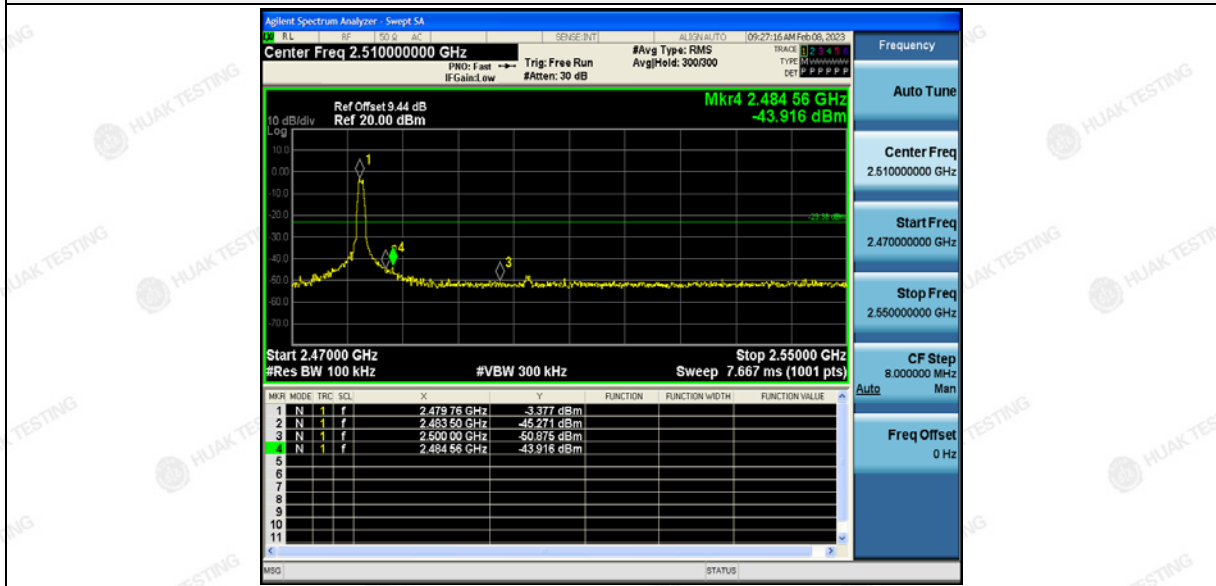 Agilent Spectrum Analyzer - Swept SA
RL RF 50 Ω AC SENSE:INT ALIGN AUTO 09:27:16 AM Feb 08, 2023
Center Freq 2.510000000 GHz
PNO: Fast
IFGain:Low
Trig: Free Run
#Atten: 30 dB
#Avg Type: RMS
Avg|Hold: 300/300
TRACE 1 2 3 4 5 6
TYPE M WWWWW
DET P P P P P P
Ref Offset 9.44 dB
Ref 20.00 dBm
10 dB/div
Log
Mkr4 2.484 56 GHz
-43.916 dBm
10.0
0.00
-10.0
-20.0
-30.0
-40.0
-50.0
-60.0
-70.0
1
4
3
-23.38 dBm
Start 2.47000 GHz
Stop 2.55000 GHz
#Res BW 100 kHz
#VBW 300 kHz
Sweep 7.667 ms (1001 pts)
MKR MODE TRC SCL X Y FUNCTION FUNCTION WIDTH FUNCTION VALUE
1 N 1 f 2.479 76 GHz -3.377 dBm
2 N 1 f 2.483 50 GHz -45.271 dBm
3 N 1 f 2.500 00 GHz -50.875 dBm
4 N 1 f 2.484 56 GHz -43.916 dBm
5
6
7
8
9
10
11
MSG
STATUS
Frequency
Auto Tune
Center Freq
2.510000000 GHz
Start Freq
2.470000000 GHz
Stop Freq
2.550000000 GHz
CF Step
8.000000 MHz
Auto Man
Freq Offset
0 Hz
HUAK TESTING
HUAK TESTING
HUAK TESTING
HUAK TESTING